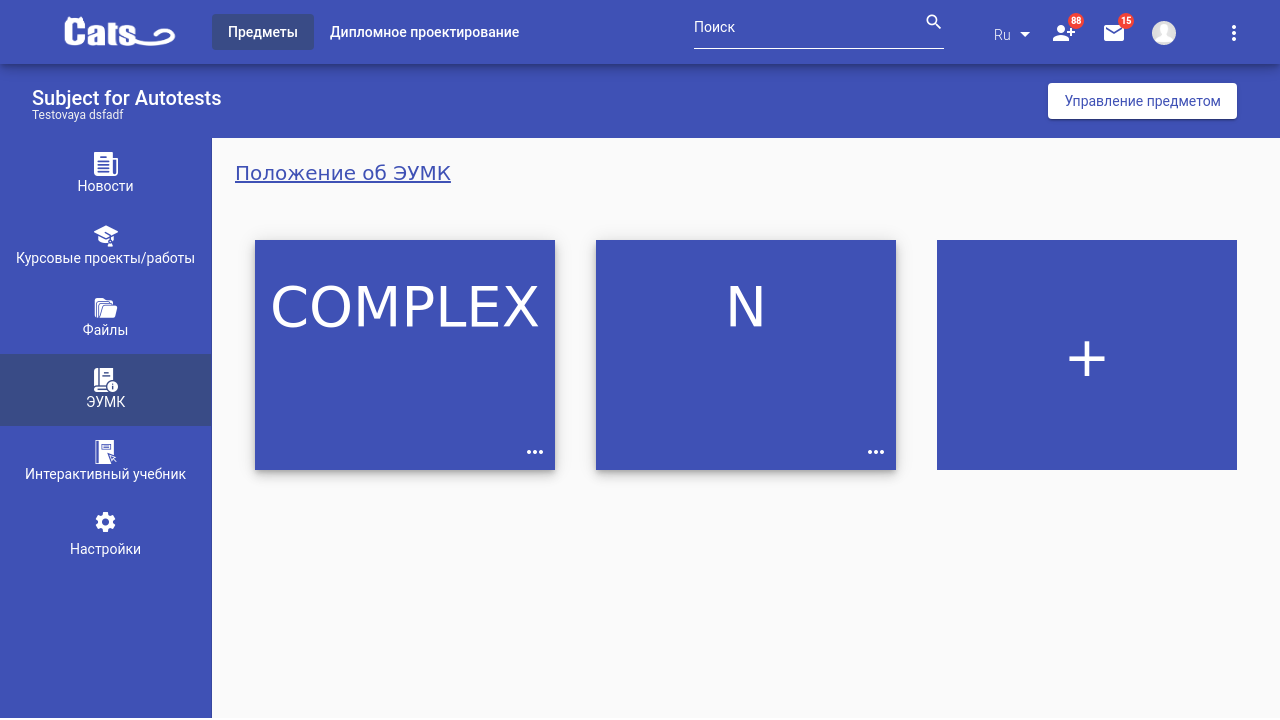 Cats
Предметы
Дипломное проектирование
Поиск
Ru
88
15
Subject for Autotests
Testovaya dsfadf
Управление предметом
Новости
Курсовые проекты/работы
Файлы
ЭУМК
Интерактивный учебник
Настройки
Положение об ЭУМК
COMPLEX
...
N
...
+